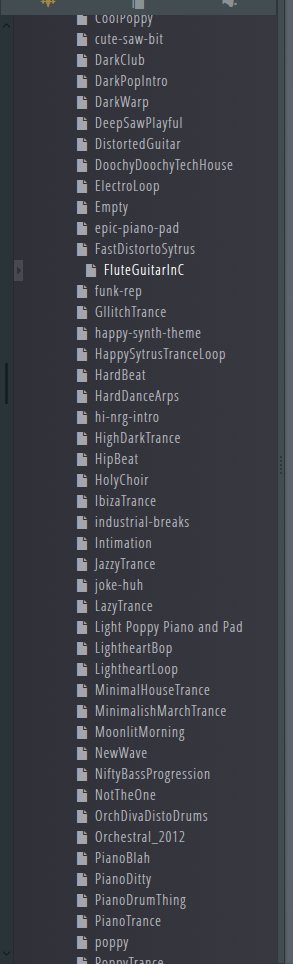 CoolPoppy
cute-saw-bit
DarkClub
DarkPopIntro
DarkWarp
DeepSawPlayful
DistortedGuitar
DoochyDoochyTechHouse
ElectroLoop
Empty
epic-piano-pad
FastDistortoSytrus
FluteGuitarInC
funk-rep
GllitchTrance
happy-synth-theme
HappySytrusTranceLoop
HardBeat
HardDanceArps
hi-nrg-intro
HighDarkTrance
HipBeat
HolyChoir
IbizaTrance
industrial-breaks
Intimation
JazzyTrance
joke-huh
LazyTrance
Light Poppy Piano and Pad
LightheartBop
LightheartLoop
MinimalHouseTrance
MinimalishMarchTrance
MoonlitMorning
NewWave
NiftyBassProgression
NotTheOne
OrchDivaDistoDrums
Orchestral_2012
PianoBlah
PianoDitty
PianoDrumThing
PianoTrance
poppy
PoppyTrance